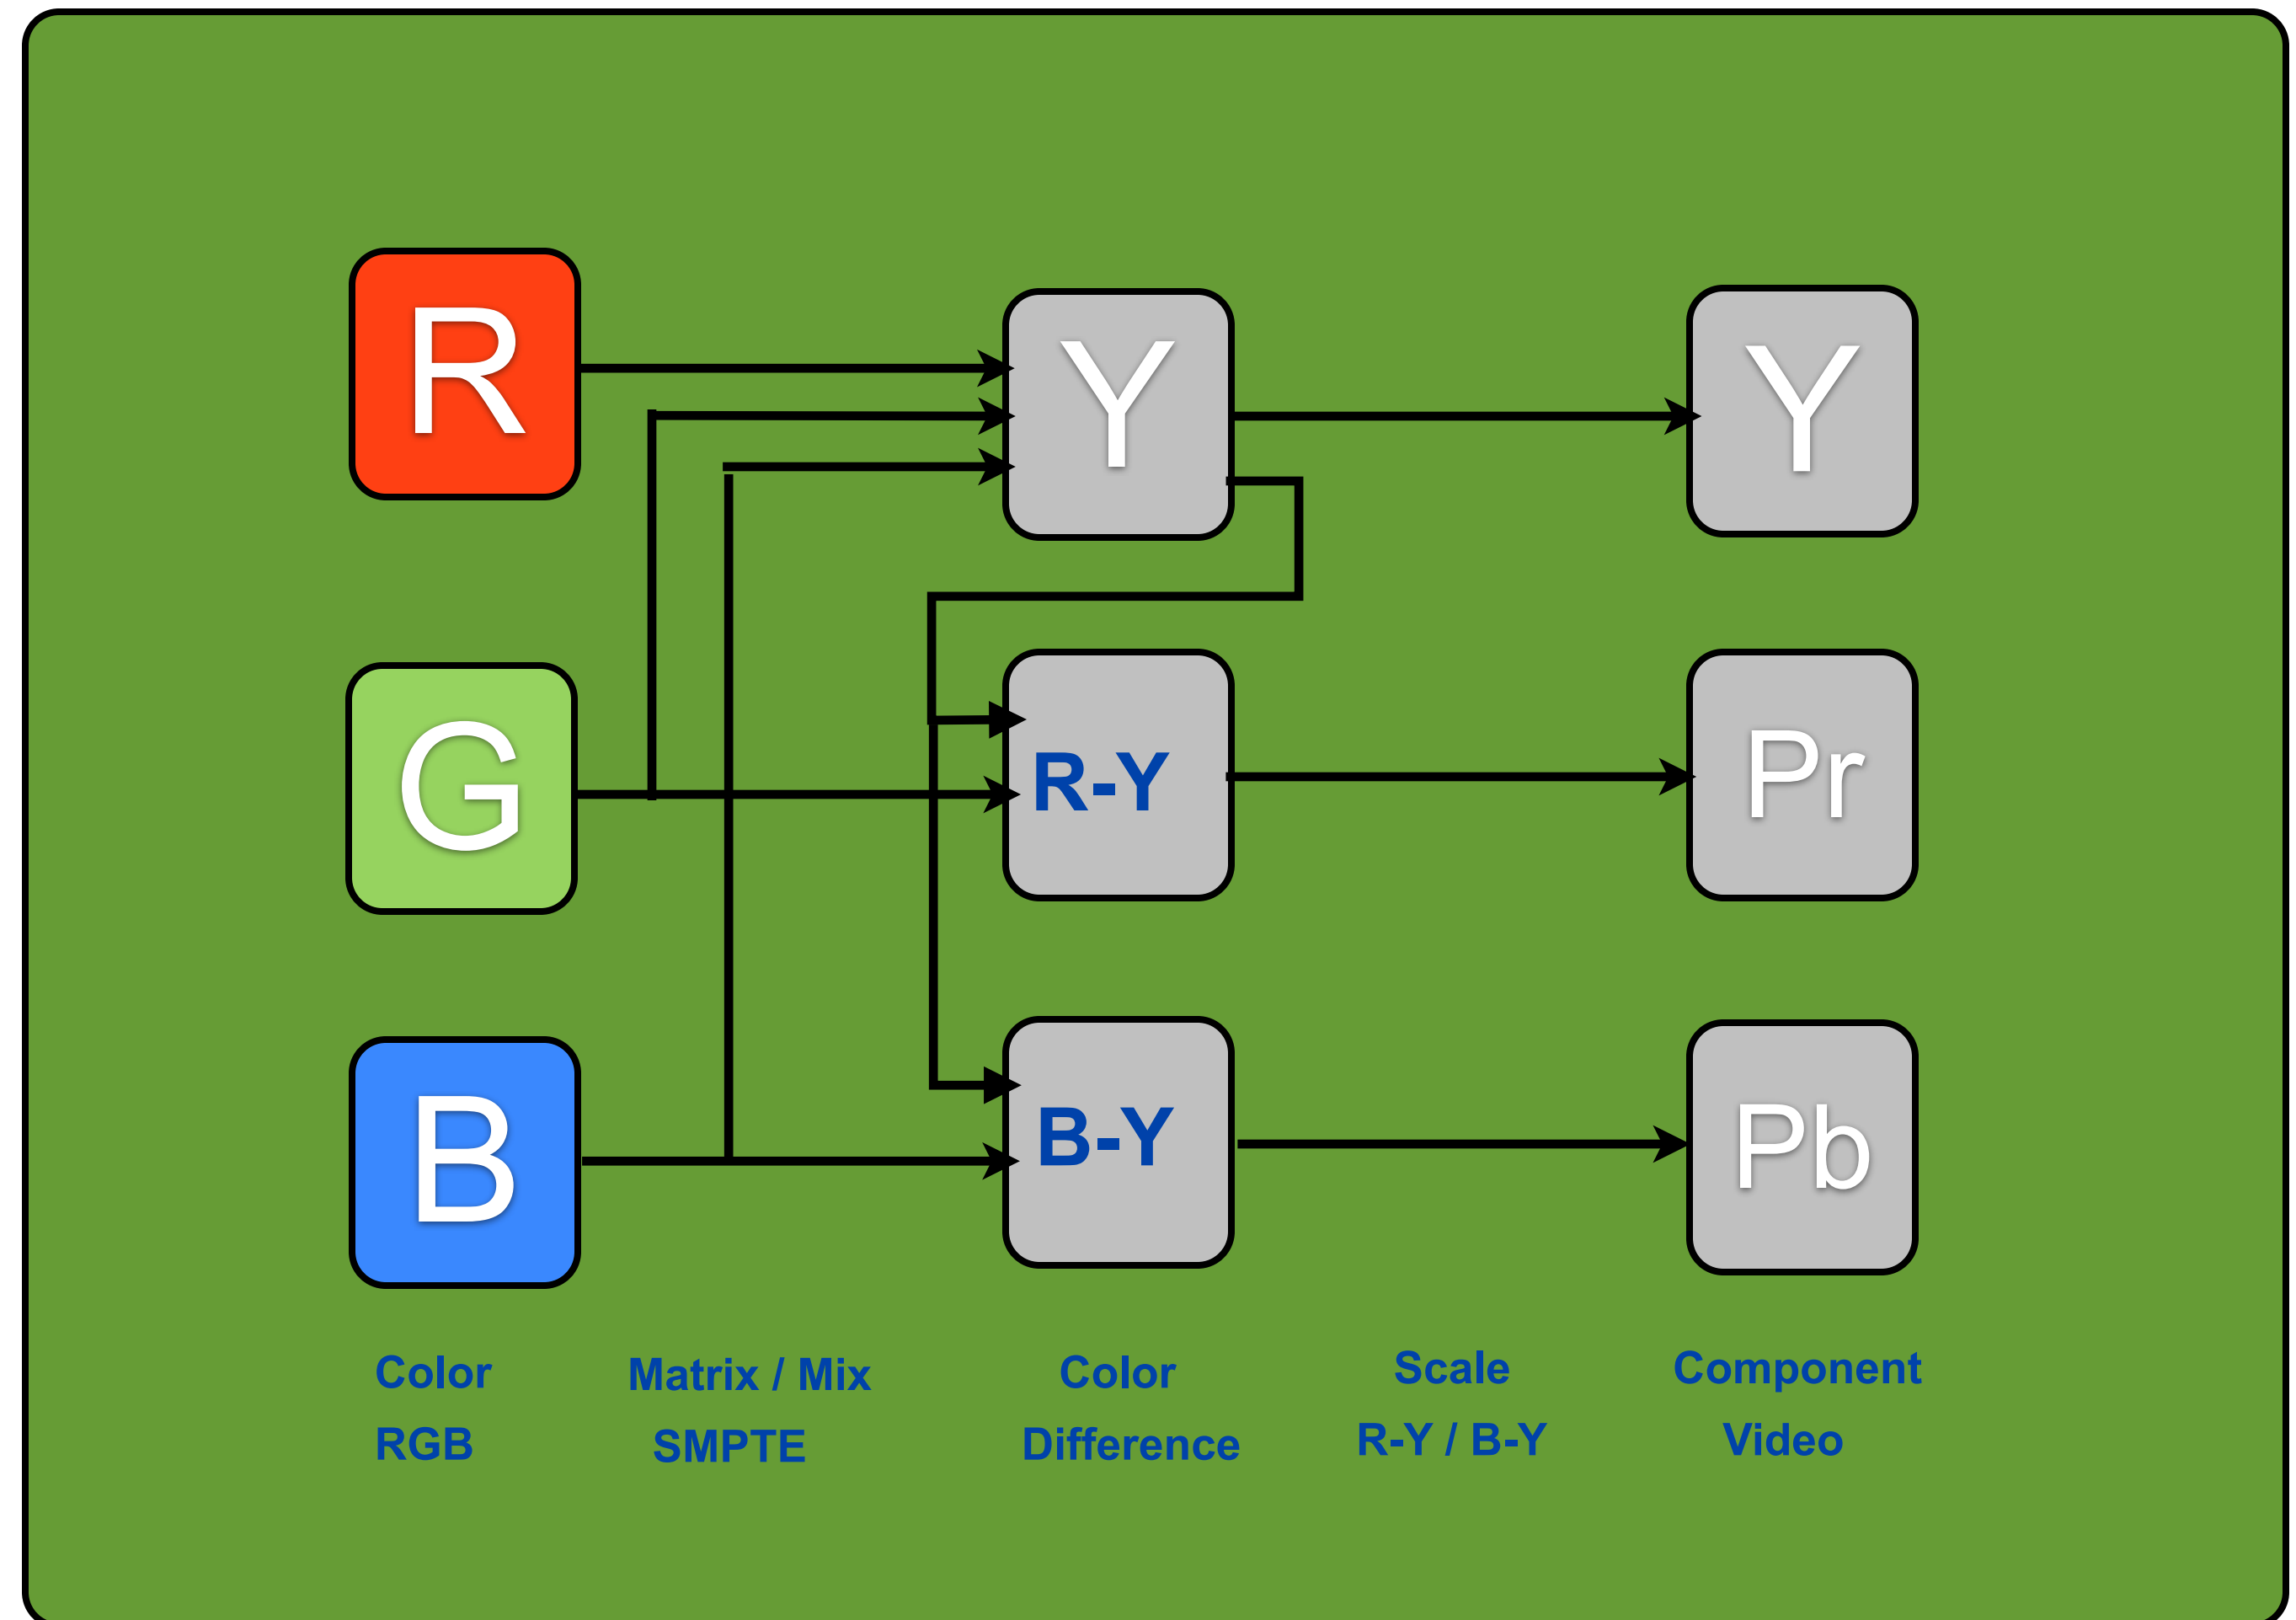 R
Y
Y
G
R-Y
Pr
B
B-Y
Pb
Color
RGB
Matrix / Mix
SMPTE
Color
Difference
Scale
R-Y / B-Y
Component
Video